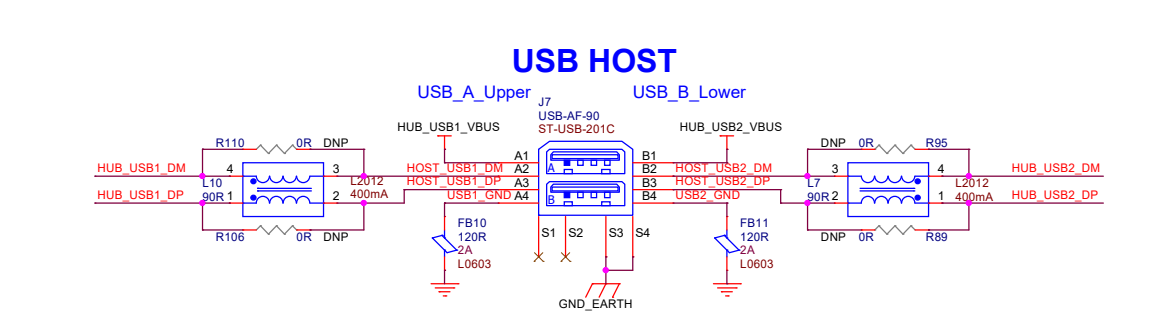 USB HOST
USB_A_Upper
USB_B_Lower
J7
USB-AF-90
ST-USB-201C
HUB_USB1_VBUS
HUB_USB2_VBUS
R110 0R DNP
DNP 0R R95
A1
B1
HUB_USB1_DM 4 3 HOST_USB1_DM A2
A
B2 HOST_USB2_DM 3 4 HUB_USB2_DM
L10
L2012
HOST_USB1_DP A3
B3 HOST_USB2_DP
L7
L2012
HUB_USB1_DP 90R 1 2 400mA
USB1_GND A4
B
B4 USB2_GND
90R 2 1 400mA HUB_USB2_DP
R106 0R DNP
DNP 0R R89
FB10
120R
2A
L0603
S1 S2 S3 S4
FB11
120R
2A
L0603
GND_EARTH